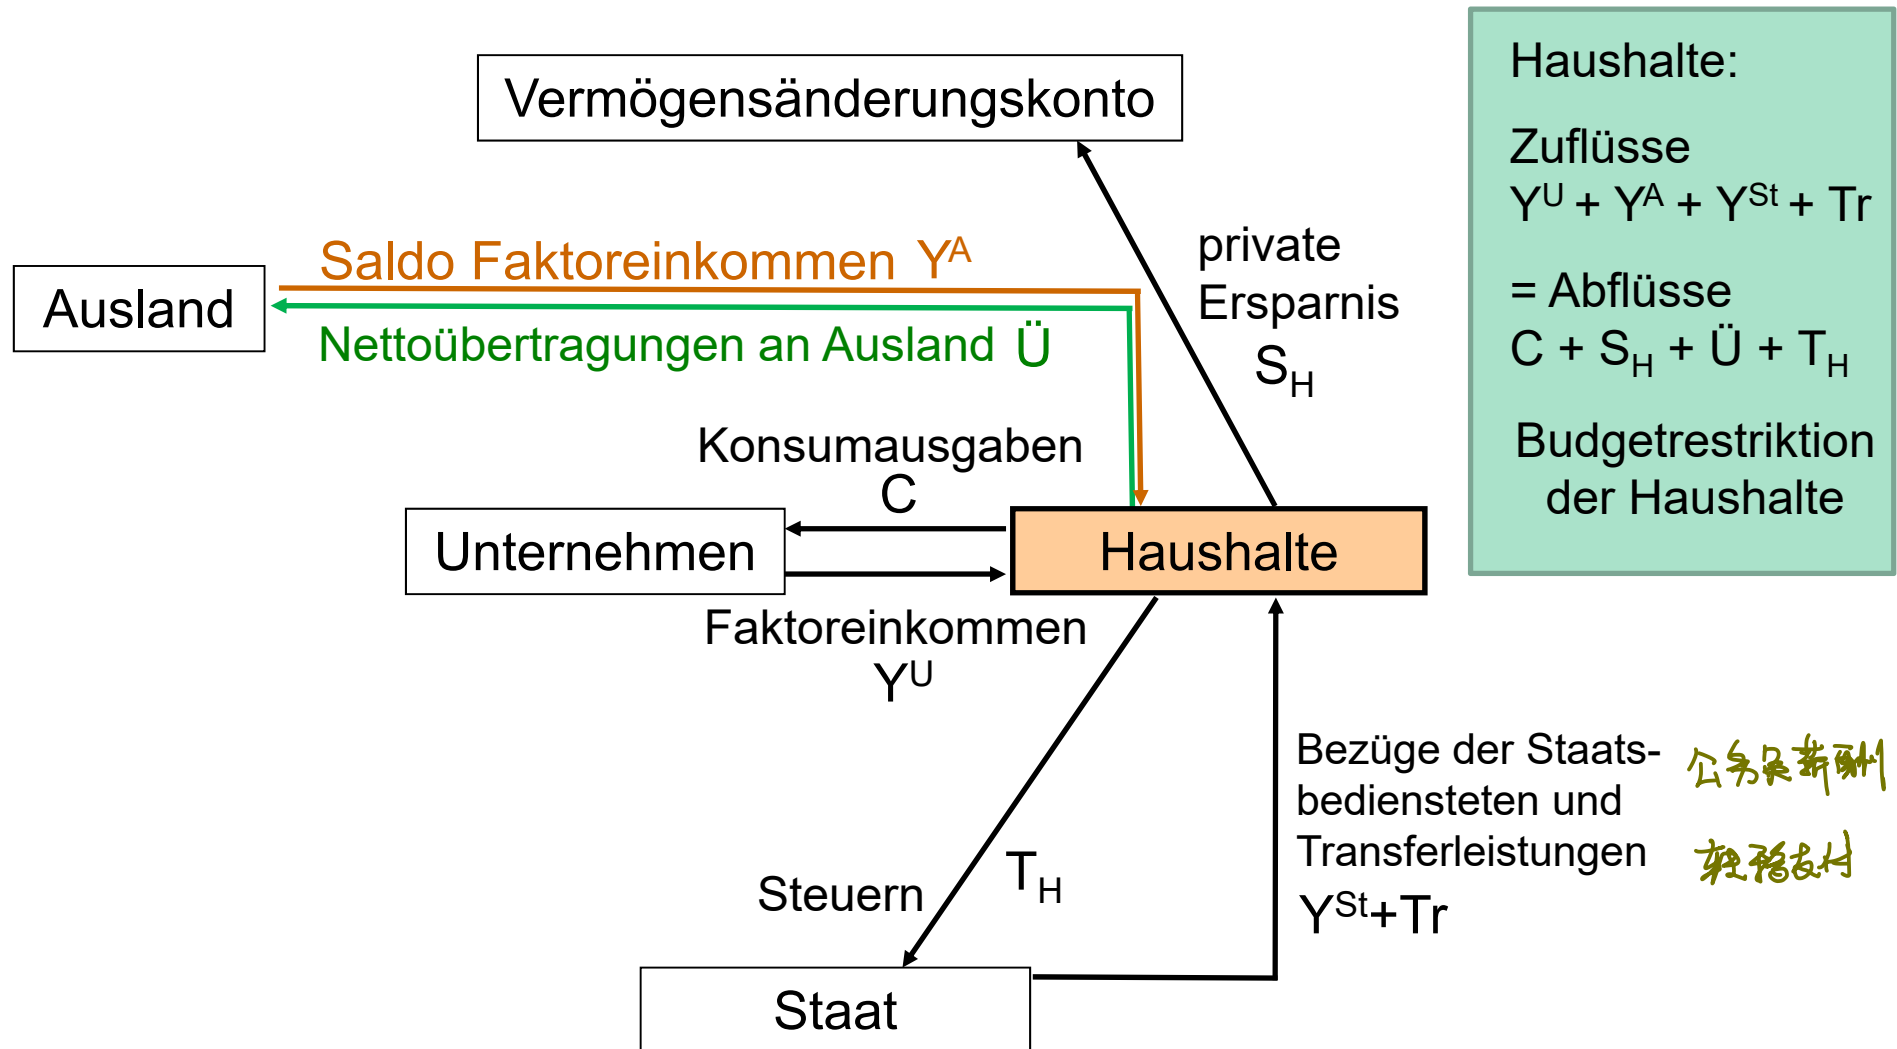 Vermögensänderungskonto
Saldo Faktoreinkommen Yᴬ
Ausland
Nettoübertragungen an Ausland Ü
private
Ersparnis
S_H
Konsumausgaben
C
Unternehmen
Haushalte
Faktoreinkommen
Y^U
Steuern
T_H
Bezüge der Staats-
bediensteten und
Transferleistungen
Y^St+Tr
公务员薪酬
转移支付
Staat
Haushalte:
Zuflüsse
Y^U + Y^A + Y^St + Tr
= Abflüsse
C + S_H + Ü + T_H
Budgetrestriktion
der Haushalte